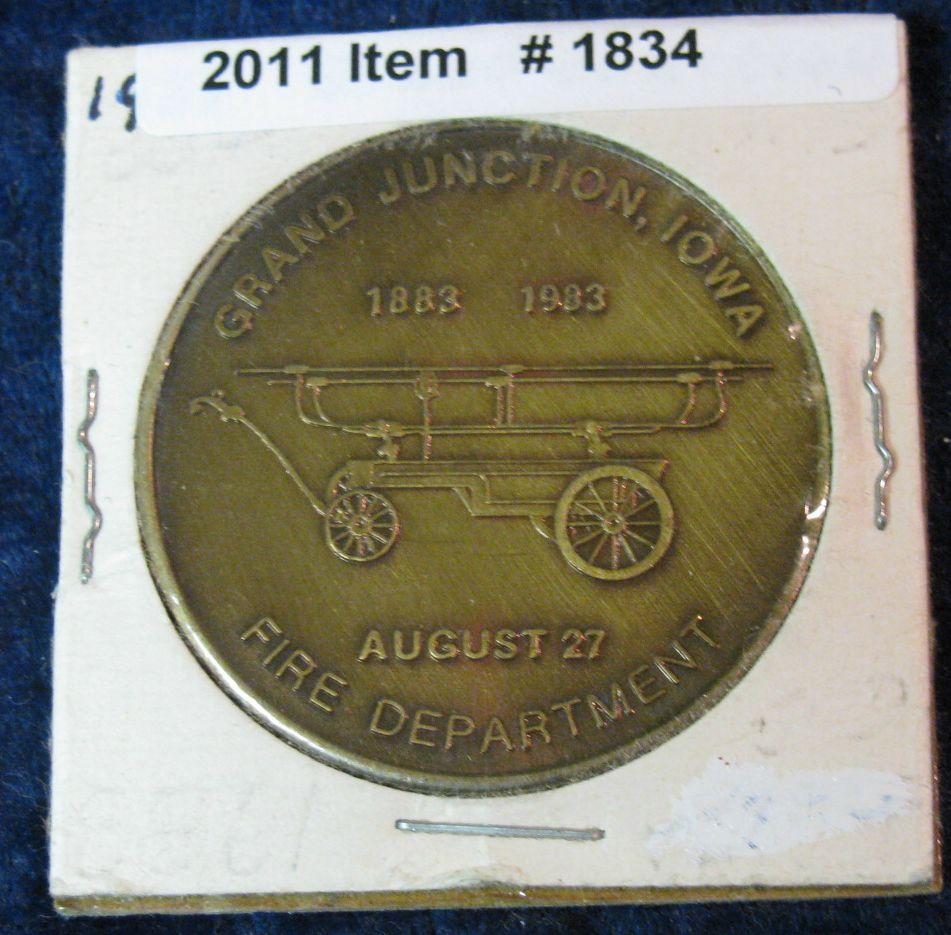 2011 Item # 1834
19
GRAND JUNCTION, IOWA
1883 1983
AUGUST 27
FIRE DEPARTMENT